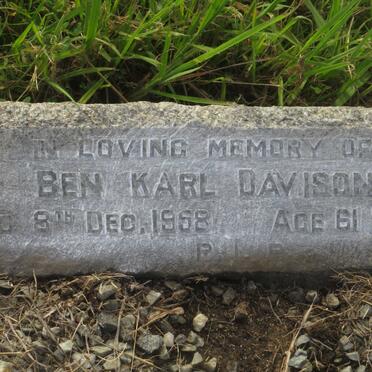 IN LOVING MEMORY OF
BEN KARL DAVISON
8TH DEC. 1968 AGE 61
R.I.P.